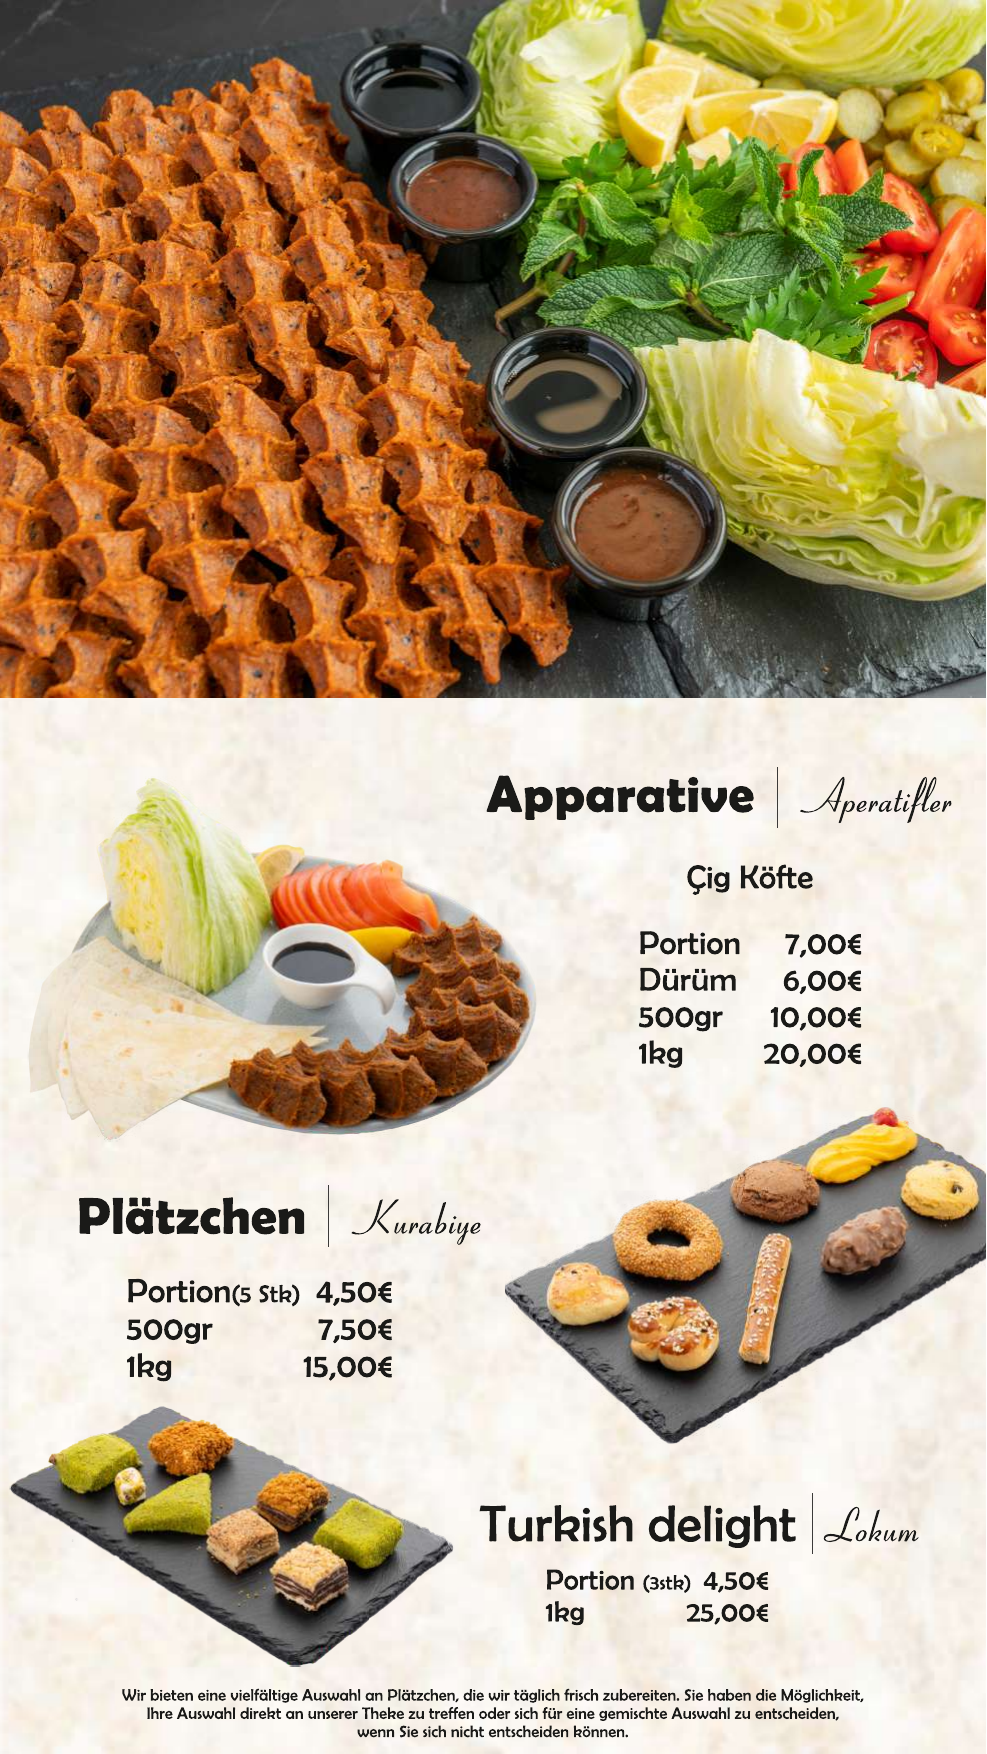 Apparative | Aperatifler
Çig Köfte
Portion 7,00€
Dürüm 6,00€
500gr 10,00€
1kg 20,00€
Plätzchen | Kurabiye
Portion(5 Stk) 4,50€
500gr 7,50€
1kg 15,00€
Turkish delight | Lokum
Portion (3stk) 4,50€
1kg 25,00€
Wir bieten eine vielfältige Auswahl an Plätzchen, die wir täglich frisch zubereiten. Sie haben die Möglichkeit,
Ihre Auswahl direkt an unserer Theke zu treffen oder sich für eine gemischte Auswahl zu entscheiden,
wenn Sie sich nicht entscheiden können.